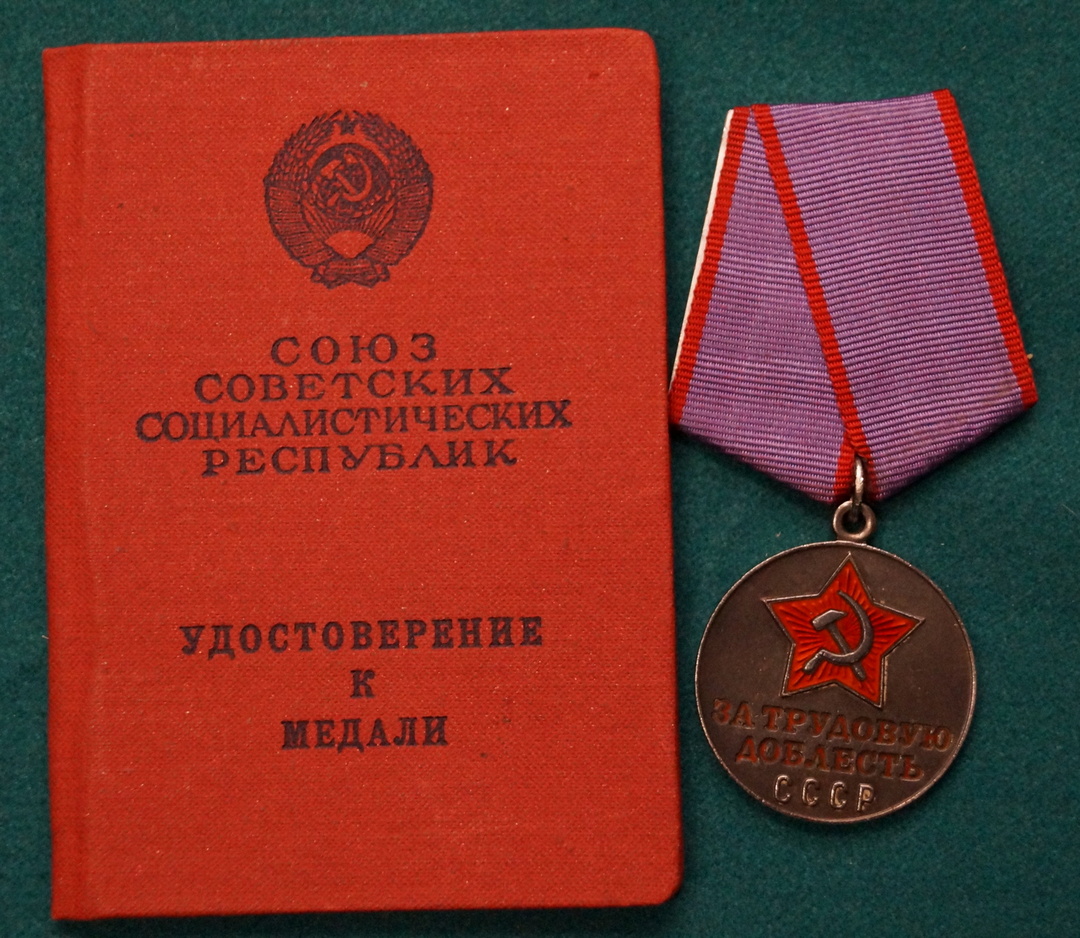 СОЮЗ
СОВЕТСКИХ
СОЦИАЛИСТИЧЕСКИХ
РЕСПУБЛИК
УДОСТОВЕРЕНИЕ
К
МЕДАЛИ
ЗА ТРУДОВУЮ
ДОБЛЕСТЬ
СССР